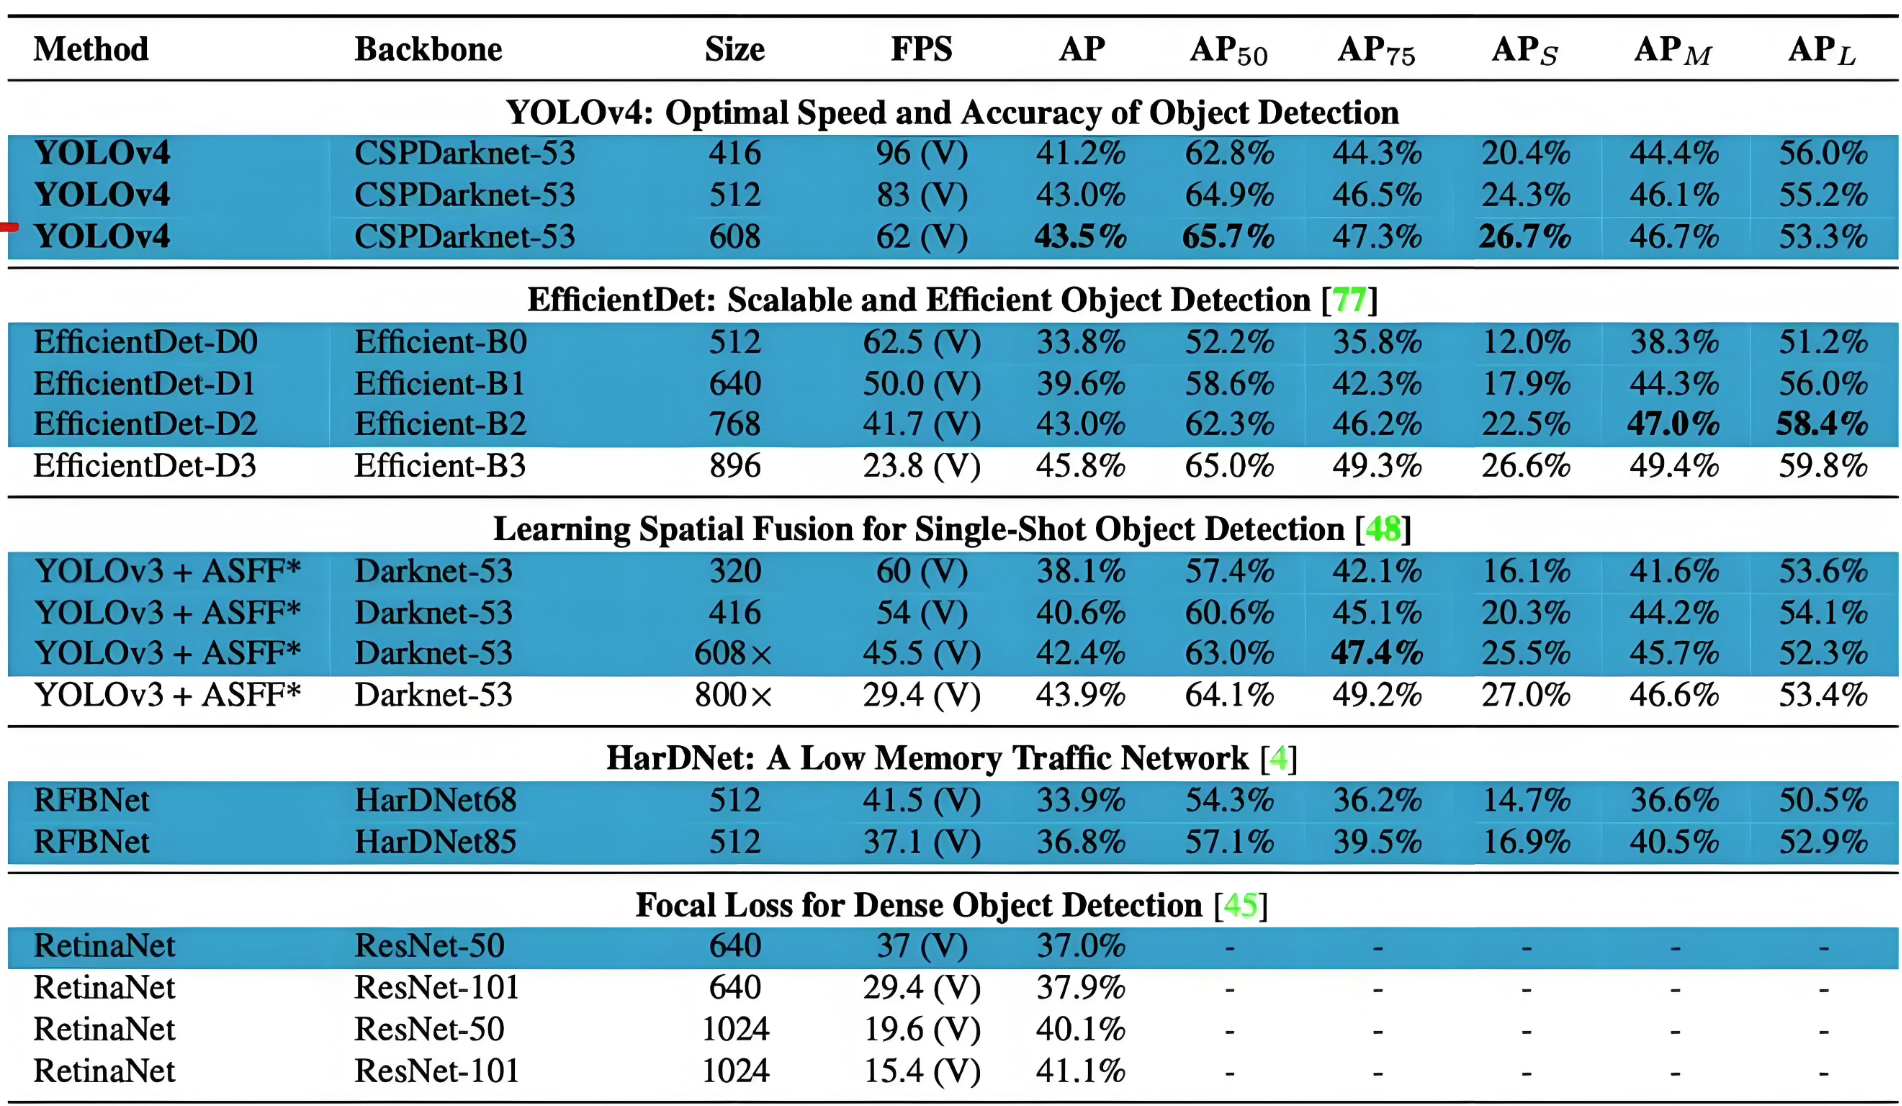 Method Backbone Size FPS AP AP50 AP75 APS APM APL
YOLOv4: Optimal Speed and Accuracy of Object Detection
YOLOv4 CSPDarknet-53 416 96 (V) 41.2% 62.8% 44.3% 20.4% 44.4% 56.0%
YOLOv4 CSPDarknet-53 512 83 (V) 43.0% 64.9% 46.5% 24.3% 46.1% 55.2%
YOLOv4 CSPDarknet-53 608 62 (V) 43.5% 65.7% 47.3% 26.7% 46.7% 53.3%
EfficientDet: Scalable and Efficient Object Detection [77]
EfficientDet-D0 Efficient-B0 512 62.5 (V) 33.8% 52.2% 35.8% 12.0% 38.3% 51.2%
EfficientDet-D1 Efficient-B1 640 50.0 (V) 39.6% 58.6% 42.3% 17.9% 44.3% 56.0%
EfficientDet-D2 Efficient-B2 768 41.7 (V) 43.0% 62.3% 46.2% 22.5% 47.0% 58.4%
EfficientDet-D3 Efficient-B3 896 23.8 (V) 45.8% 65.0% 49.3% 26.6% 49.4% 59.8%
Learning Spatial Fusion for Single-Shot Object Detection [48]
YOLOv3 + ASFF* Darknet-53 320 60 (V) 38.1% 57.4% 42.1% 16.1% 41.6% 53.6%
YOLOv3 + ASFF* Darknet-53 416 54 (V) 40.6% 60.6% 45.1% 20.3% 44.2% 54.1%
YOLOv3 + ASFF* Darknet-53 608× 45.5 (V) 42.4% 63.0% 47.4% 25.5% 45.7% 52.3%
YOLOv3 + ASFF* Darknet-53 800× 29.4 (V) 43.9% 64.1% 49.2% 27.0% 46.6% 53.4%
HarDNet: A Low Memory Traffic Network [4]
RFBNet HarDNet68 512 41.5 (V) 33.9% 54.3% 36.2% 14.7% 36.6% 50.5%
RFBNet HarDNet85 512 37.1 (V) 36.8% 57.1% 39.5% 16.9% 40.5% 52.9%
Focal Loss for Dense Object Detection [45]
RetinaNet ResNet-50 640 37 (V) 37.0% - - - - -
RetinaNet ResNet-101 640 29.4 (V) 37.9% - - - - -
RetinaNet ResNet-50 1024 19.6 (V) 40.1% - - - - -
RetinaNet ResNet-101 1024 15.4 (V) 41.1% - - - - -